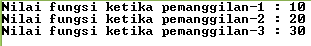 Nilai fungsi ketika pemanggilan-1 : 10
Nilai fungsi ketika pemanggilan-2 : 20
Nilai fungsi ketika pemanggilan-3 : 30